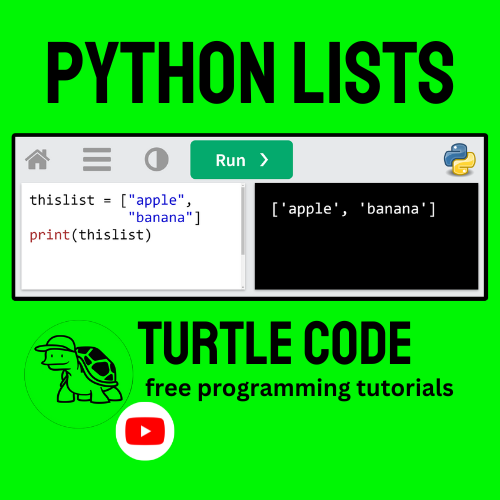 PYTHON LISTS
Run ❯
thislist = ["apple",
"banana"]
print(thislist)
['apple', 'banana']
TURTLE CODE
free programming tutorials